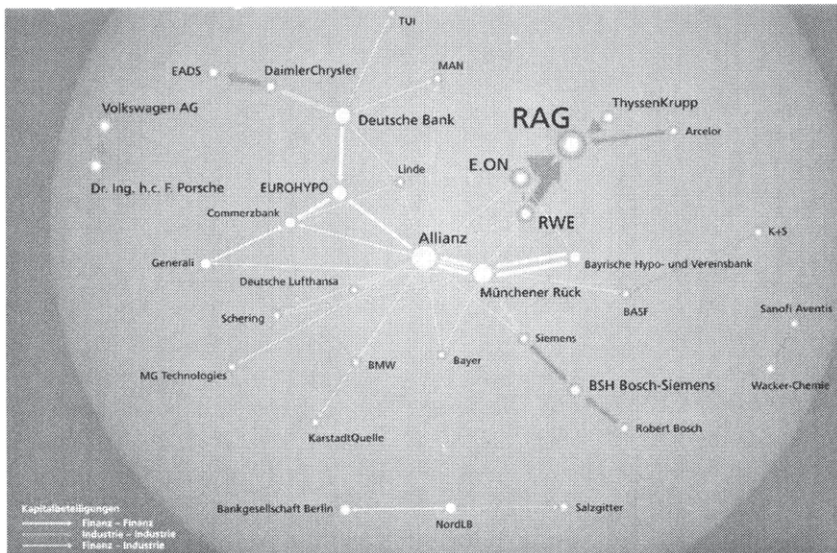 TUI
MAN
EADS
DaimlerChrysler
Volkswagen AG
Deutsche Bank
RAG
ThyssenKrupp
Arcelor
Linde
E.ON
Dr. Ing. h.c. F. Porsche
EUROHYPO
Commerzbank
RWE
K+S
Allianz
Generali
Bayrische Hypo- und Vereinsbank
Deutsche Lufthansa
Münchener Rück
BASF
Sanofi Aventis
Schering
Siemens
MG Technologies
BMW
Bayer
BSH Bosch-Siemens
Wacker-Chemie
KarstadtQuelle
Robert Bosch
Kapitalbeteiligungen
Finanz – Finanz
Industrie – Industrie
Finanz – Industrie
Bankgesellschaft Berlin
NordLB
Salzgitter